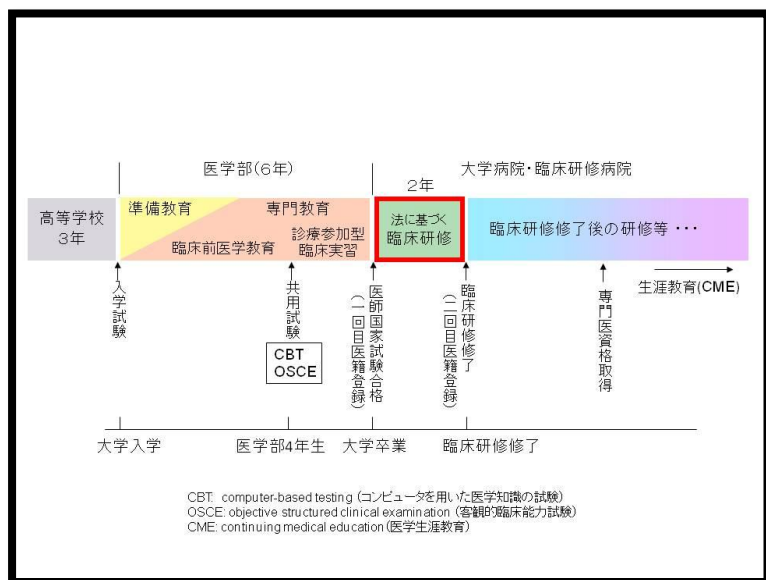 医学部(6年)
大学病院・臨床研修病院
2年
高等学校
3年
準備教育
専門教育
臨床前医学教育
診療参加型
臨床実習
法に基づく
臨床研修
臨床研修修了後の研修等 ・・・
生涯教育(CME)
入学試験
共用試験
CBT
OSCE
医師国家試験合格
(一回目医籍登録)
臨床研修修了
(二回目医籍登録)
専門医資格取得
大学入学
医学部4年生
大学卒業
臨床研修修了
CBT: computer-based testing (コンピュータを用いた医学知識の試験)
OSCE: objective structured clinical examination (客観的臨床能力試験)
CME: continuing medical education (医学生涯教育)